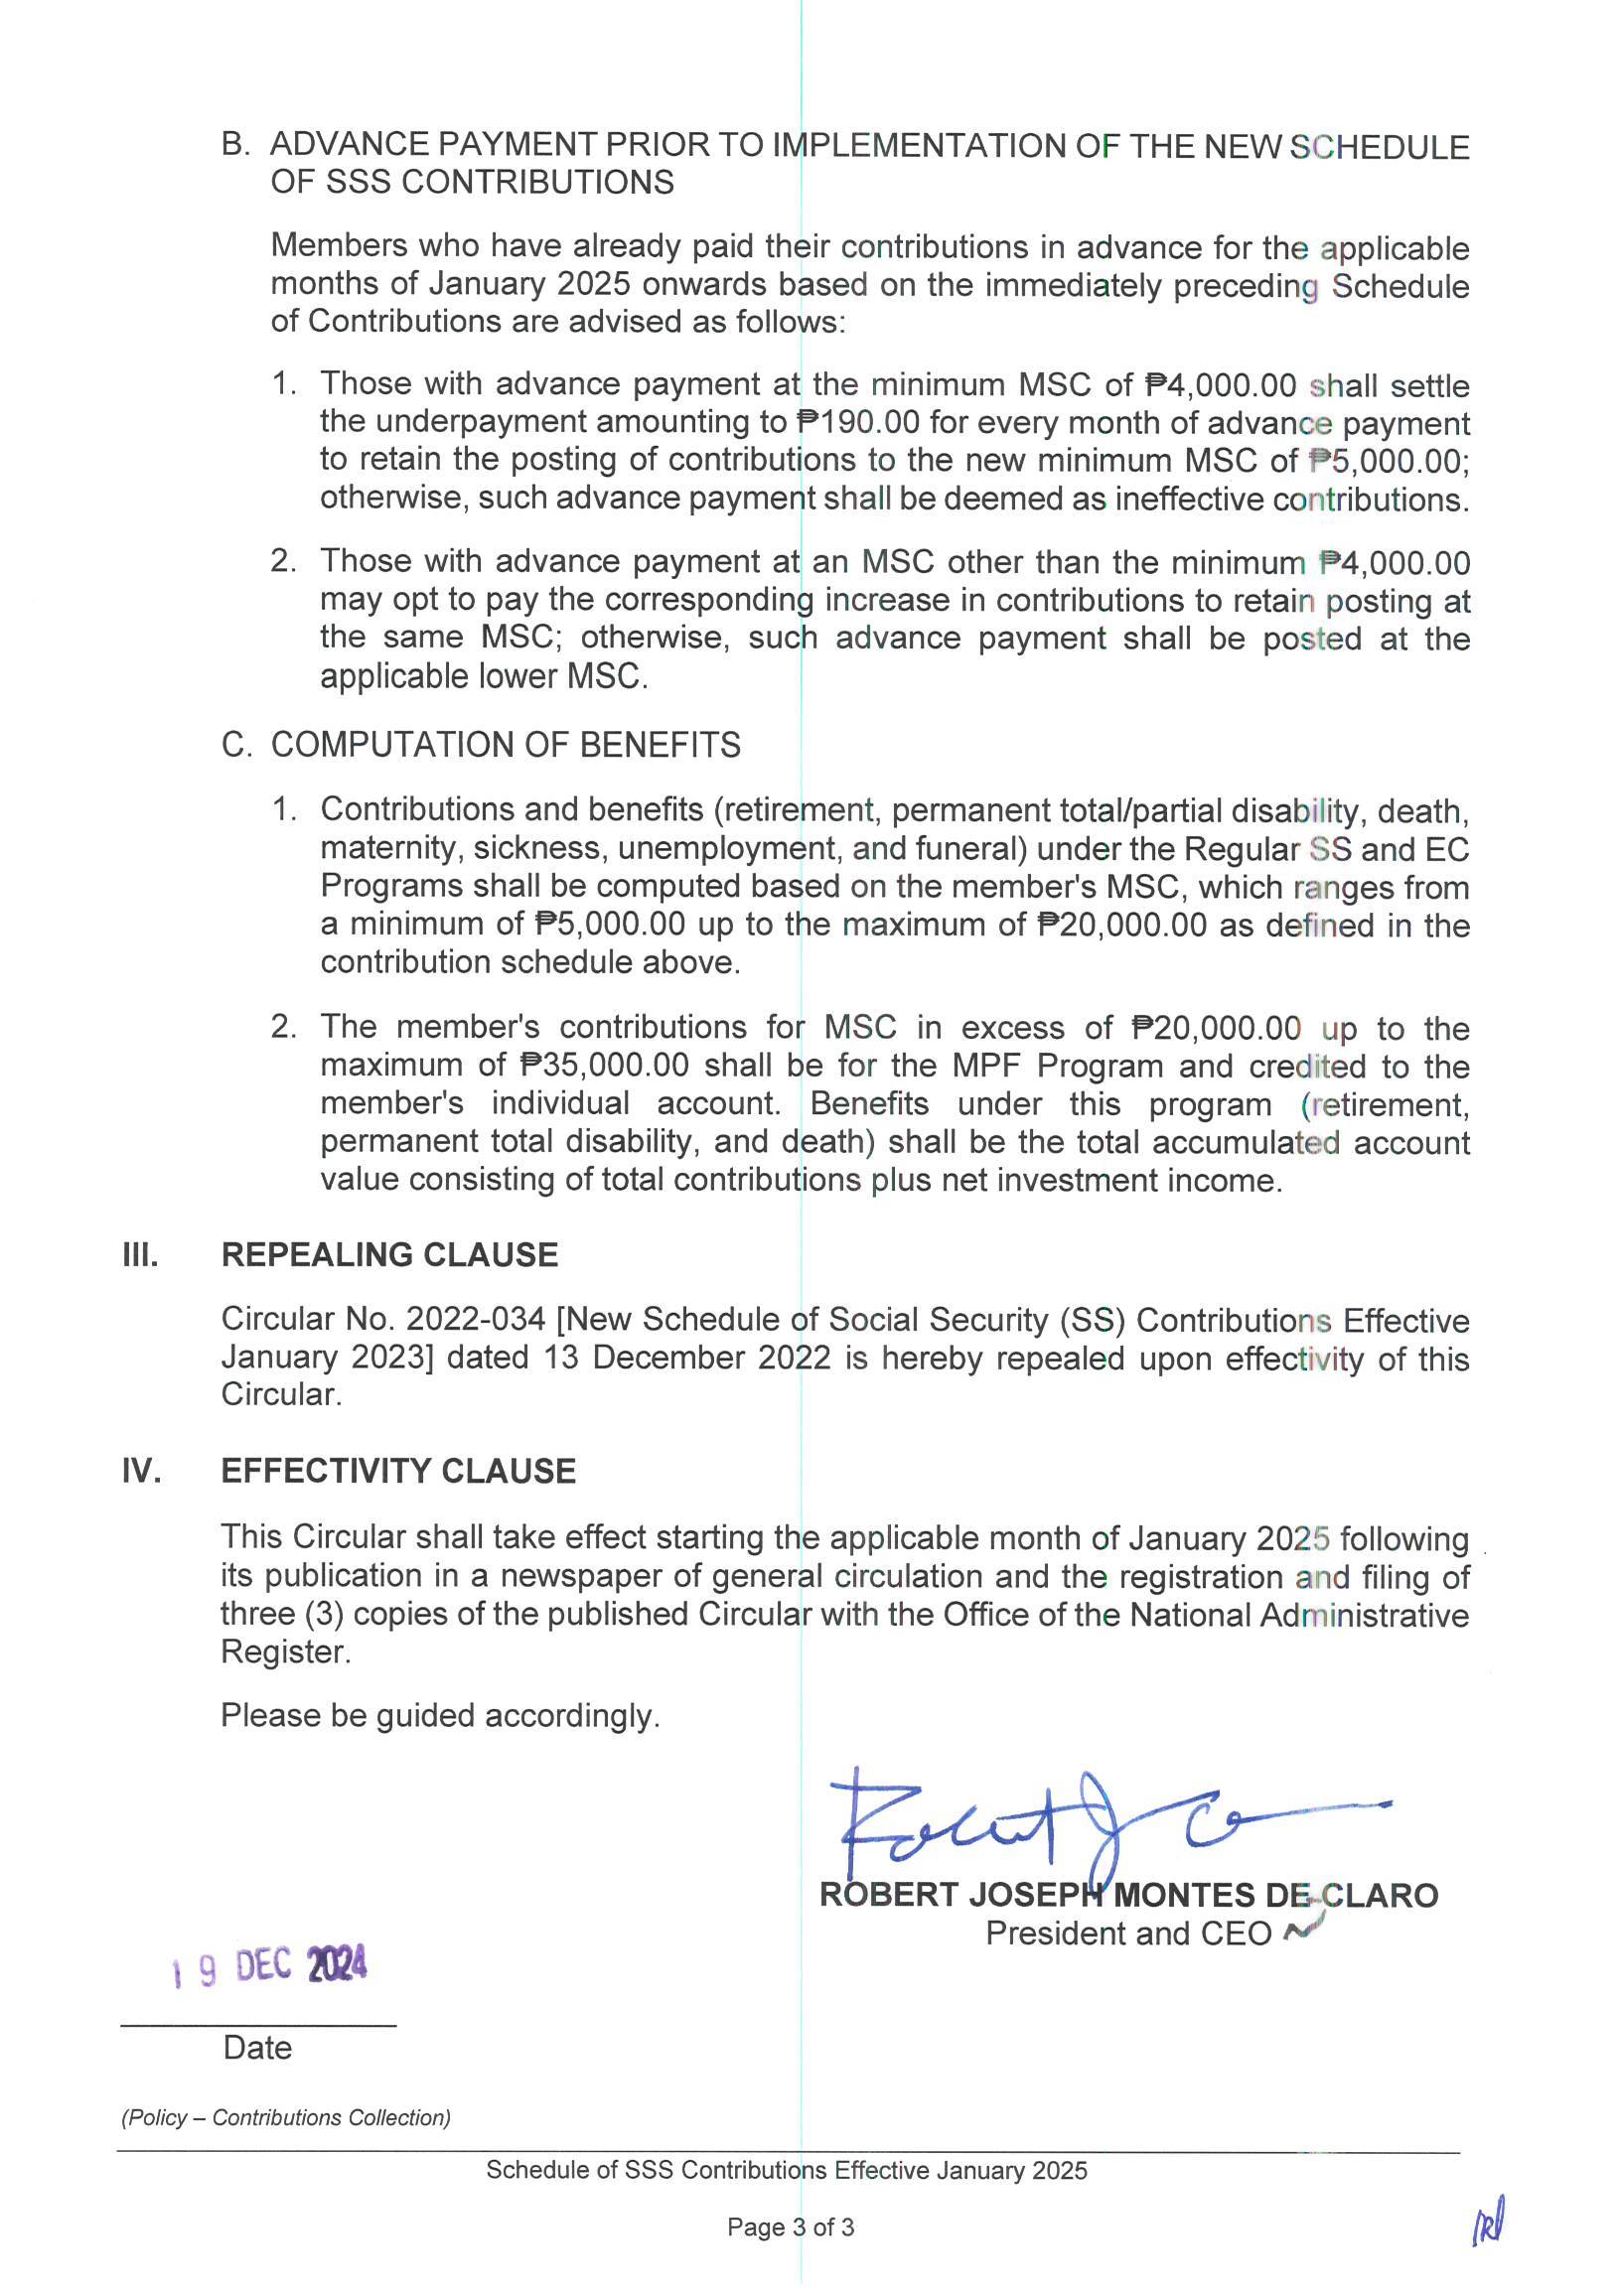 B. ADVANCE PAYMENT PRIOR TO IMPLEMENTATION OF THE NEW SCHEDULE
OF SSS CONTRIBUTIONS
Members who have already paid their contributions in advance for the applicable
months of January 2025 onwards based on the immediately preceding Schedule
of Contributions are advised as follows:
1. Those with advance payment at the minimum MSC of ₱4,000.00 shall settle
the underpayment amounting to ₱190.00 for every month of advance payment
to retain the posting of contributions to the new minimum MSC of ₱5,000.00;
otherwise, such advance payment shall be deemed as ineffective contributions.
2. Those with advance payment at an MSC other than the minimum ₱4,000.00
may opt to pay the corresponding increase in contributions to retain posting at
the same MSC; otherwise, such advance payment shall be posted at the
applicable lower MSC.
C. COMPUTATION OF BENEFITS
1. Contributions and benefits (retirement, permanent total/partial disability, death,
maternity, sickness, unemployment, and funeral) under the Regular SS and EC
Programs shall be computed based on the member's MSC, which ranges from
a minimum of ₱5,000.00 up to the maximum of ₱20,000.00 as defined in the
contribution schedule above.
2. The member's contributions for MSC in excess of ₱20,000.00 up to the
maximum of ₱35,000.00 shall be for the MPF Program and credited to the
member's individual account. Benefits under this program (retirement,
permanent total disability, and death) shall be the total accumulated account
value consisting of total contributions plus net investment income.
III. REPEALING CLAUSE
Circular No. 2022-034 [New Schedule of Social Security (SS) Contributions Effective
January 2023] dated 13 December 2022 is hereby repealed upon effectivity of this
Circular.
IV. EFFECTIVITY CLAUSE
This Circular shall take effect starting the applicable month of January 2025 following
its publication in a newspaper of general circulation and the registration and filing of
three (3) copies of the published Circular with the Office of the National Administrative
Register.
Please be guided accordingly.
ROBERT JOSEPH MONTES DE CLARO
President and CEO
19 DEC 2024
Date
(Policy – Contributions Collection)
Schedule of SSS Contributions Effective January 2025
Page 3 of 3